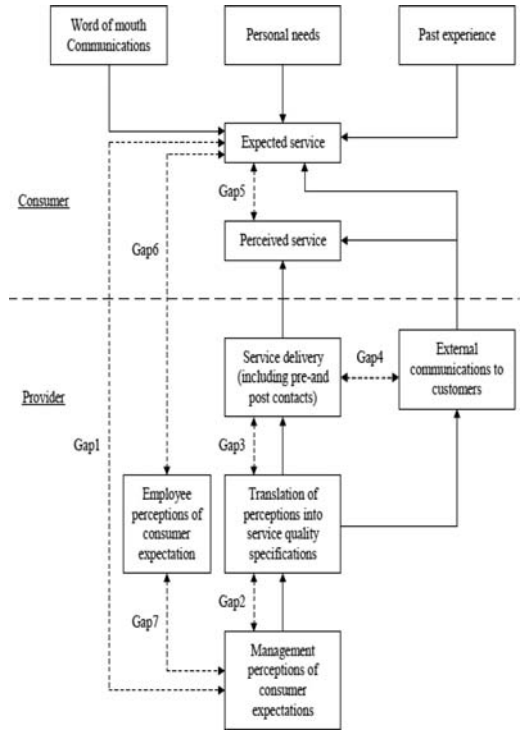 Word of mouth
Communications
Personal needs
Past experience
Expected service
Gap5
Consumer
Gap6
Perceived service
Service delivery
(including pre-and
post contacts)
Gap4
External
communications to
customers
Provider
Gap1
Gap3
Employee
perceptions of
consumer
expectation
Translation of
perceptions into
service quality
specifications
Gap2
Gap7
Management
perceptions of
consumer
expectations